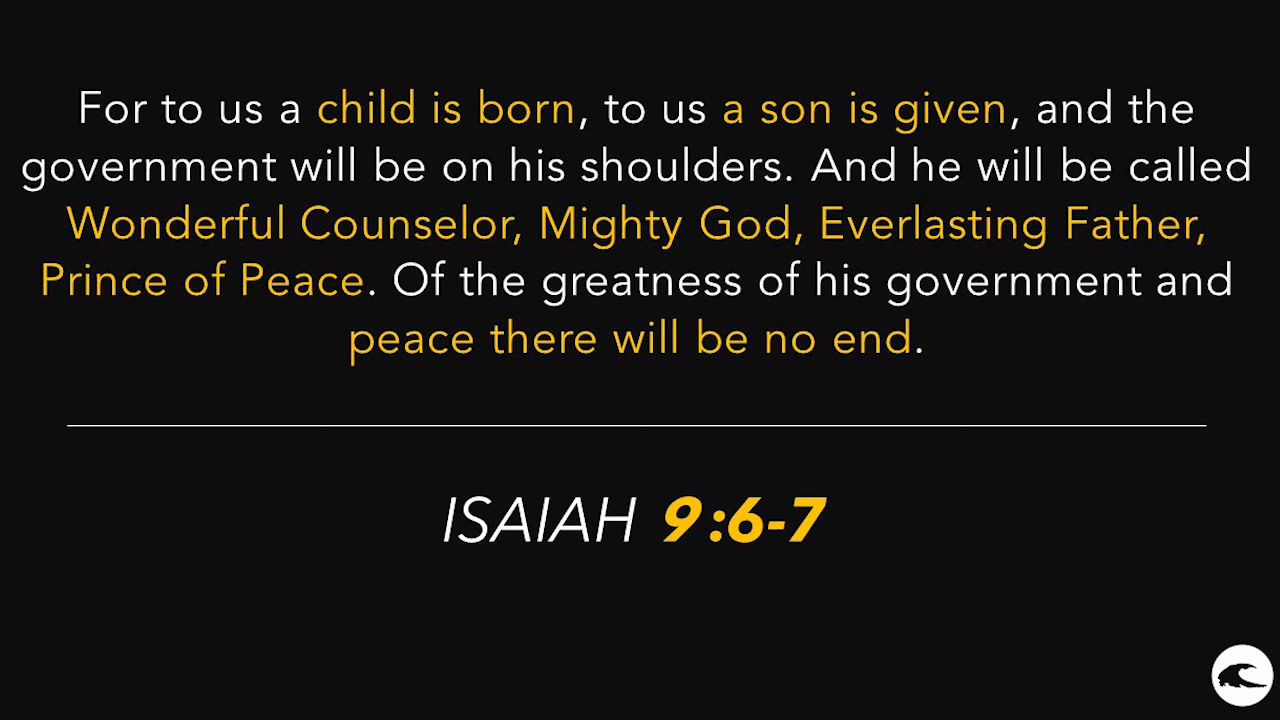 For to us a child is born, to us a son is given, and the
government will be on his shoulders. And he will be called
Wonderful Counselor, Mighty God, Everlasting Father,
Prince of Peace. Of the greatness of his government and
peace there will be no end.
ISAIAH 9:6-7